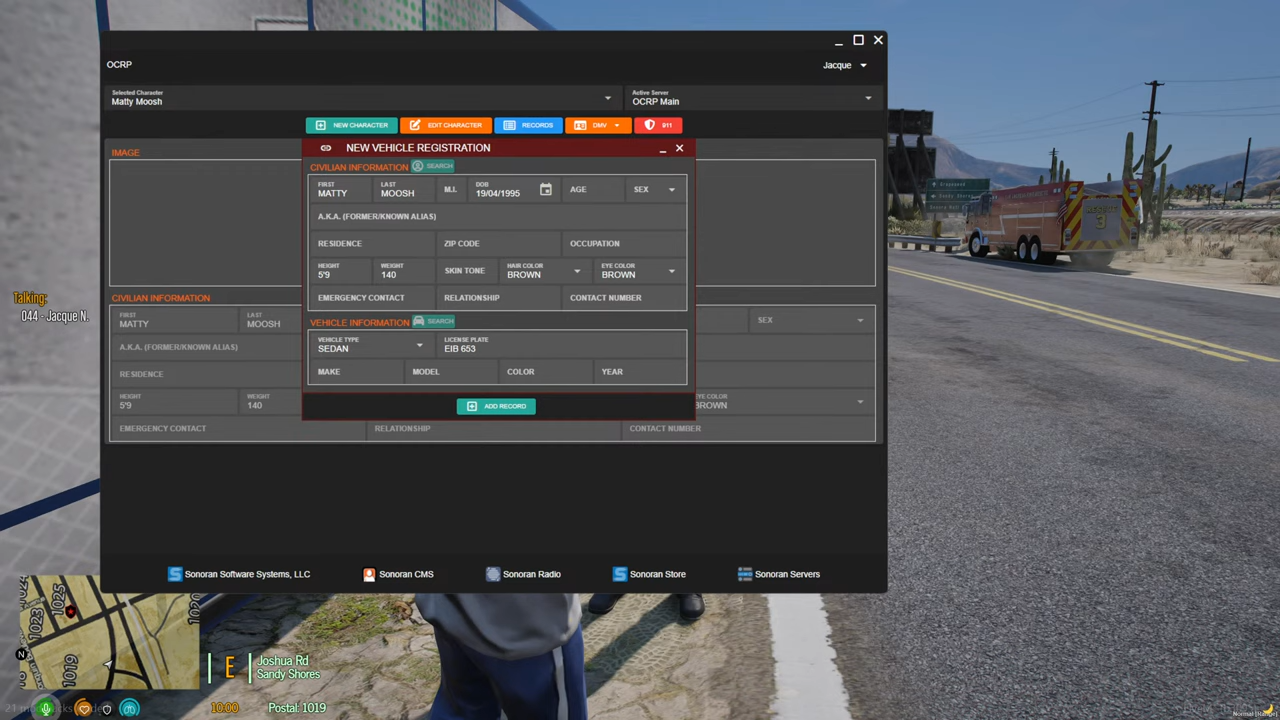 OCRP
Jacque
Selected Character
Matty Moosh
Active Server
OCRP Main
NEW CHARACTER
EDIT CHARACTER
RECORDS
DMV
911
IMAGE
NEW VEHICLE REGISTRATION
CIVILIAN INFORMATION
SEARCH
FIRST
MATTY
LAST
MOOSH
M.I.
DOB
19/04/1995
AGE
SEX
A.K.A. (FORMER/KNOWN ALIAS)
RESIDENCE
ZIP CODE
OCCUPATION
HEIGHT
5'9
WEIGHT
140
SKIN TONE
HAIR COLOR
BROWN
EYE COLOR
BROWN
EMERGENCY CONTACT
RELATIONSHIP
CONTACT NUMBER
VEHICLE INFORMATION
SEARCH
VEHICLE TYPE
SEDAN
LICENSE PLATE
EIB 653
MAKE
MODEL
COLOR
YEAR
ADD RECORD
CIVILIAN INFORMATION
FIRST
MATTY
LAST
MOOSH
SEX
A.K.A. (FORMER/KNOWN ALIAS)
RESIDENCE
HEIGHT
5'9
WEIGHT
140
EYE COLOR
BROWN
EMERGENCY CONTACT
RELATIONSHIP
CONTACT NUMBER
Sonoran Software Systems, LLC
Sonoran CMS
Sonoran Radio
Sonoran Store
Sonoran Servers
Talking:
044 - Jacque N.
RESCUE
3
1025
1023
1020
1019
N
E
Joshua Rd
Sandy Shores
10:00
Postal: 1019